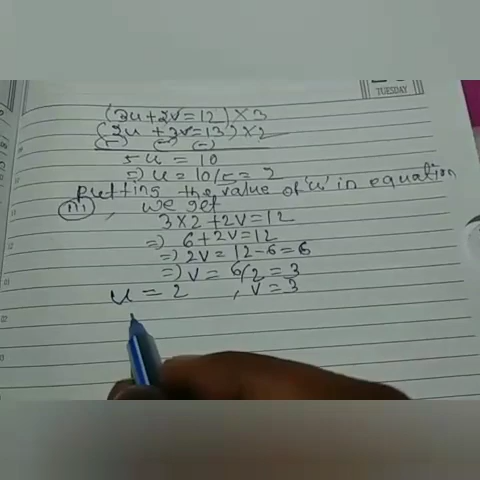 TUESDAY
(3u+2v=12)×3
(2u+3v=13)×2
(-) (-) (-)
5u = 10
=) u = 10/5 = 2
putting the value of 'u' in equation
(iii), we get
3×2+2v=12
=) 6+2v=12
=) 2v=12-6=6
=) v=6/2=3
u=2, v=3